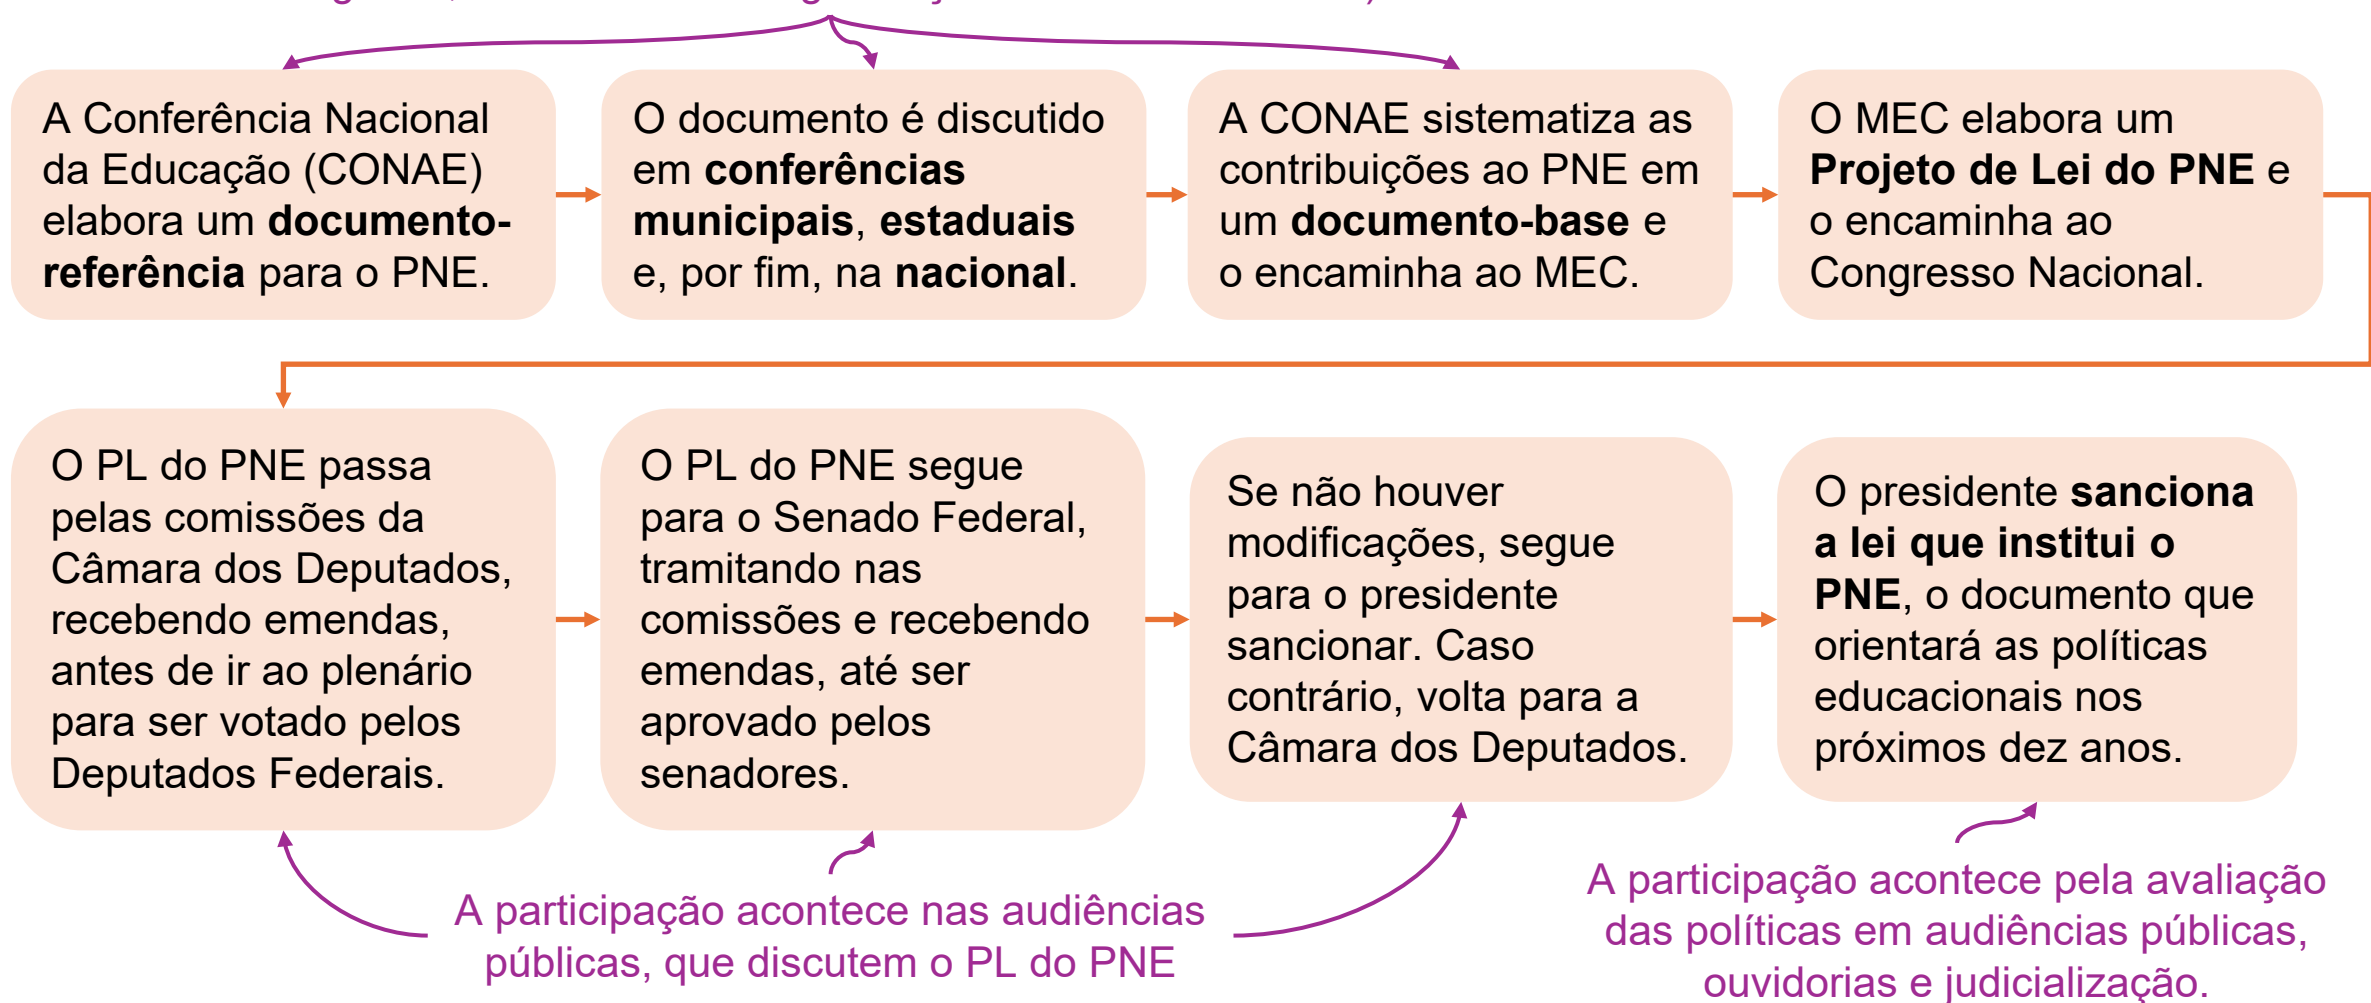 A Conferência Nacional
da Educação (CONAE)
elabora um documento-
referência para o PNE.
O documento é discutido
em conferências
municipais, estaduais
e, por fim, na nacional.
A CONAE sistematiza as
contribuições ao PNE em
um documento-base e
o encaminha ao MEC.
O MEC elabora um
Projeto de Lei do PNE e
o encaminha ao
Congresso Nacional.
O PL do PNE passa
pelas comissões da
Câmara dos Deputados,
recebendo emendas,
antes de ir ao plenário
para ser votado pelos
Deputados Federais.
O PL do PNE segue
para o Senado Federal,
tramitando nas
comissões e recebendo
emendas, até ser
aprovado pelos
senadores.
Se não houver
modificações, segue
para o presidente
sancionar. Caso
contrário, volta para a
Câmara dos Deputados.
O presidente sanciona
a lei que institui o
PNE, o documento que
orientará as políticas
educacionais nos
próximos dez anos.
A participação acontece nas audiências
públicas, que discutem o PL do PNE
A participação acontece pela avaliação
das políticas em audiências públicas,
ouvidorias e judicialização.